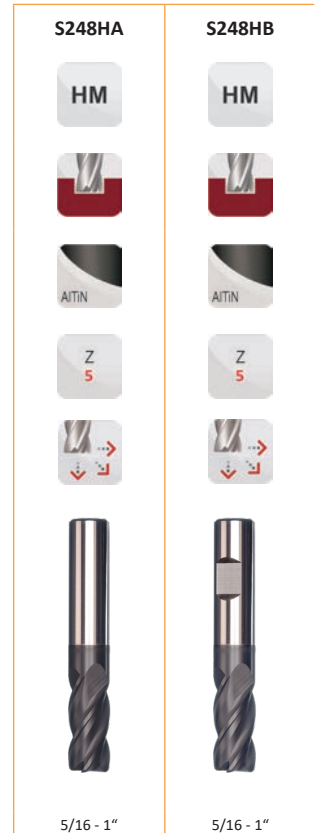 S248HA
S248HB
HM
HM
AlTiN
AlTiN
Z
5
Z
5
5/16 - 1“
5/16 - 1“